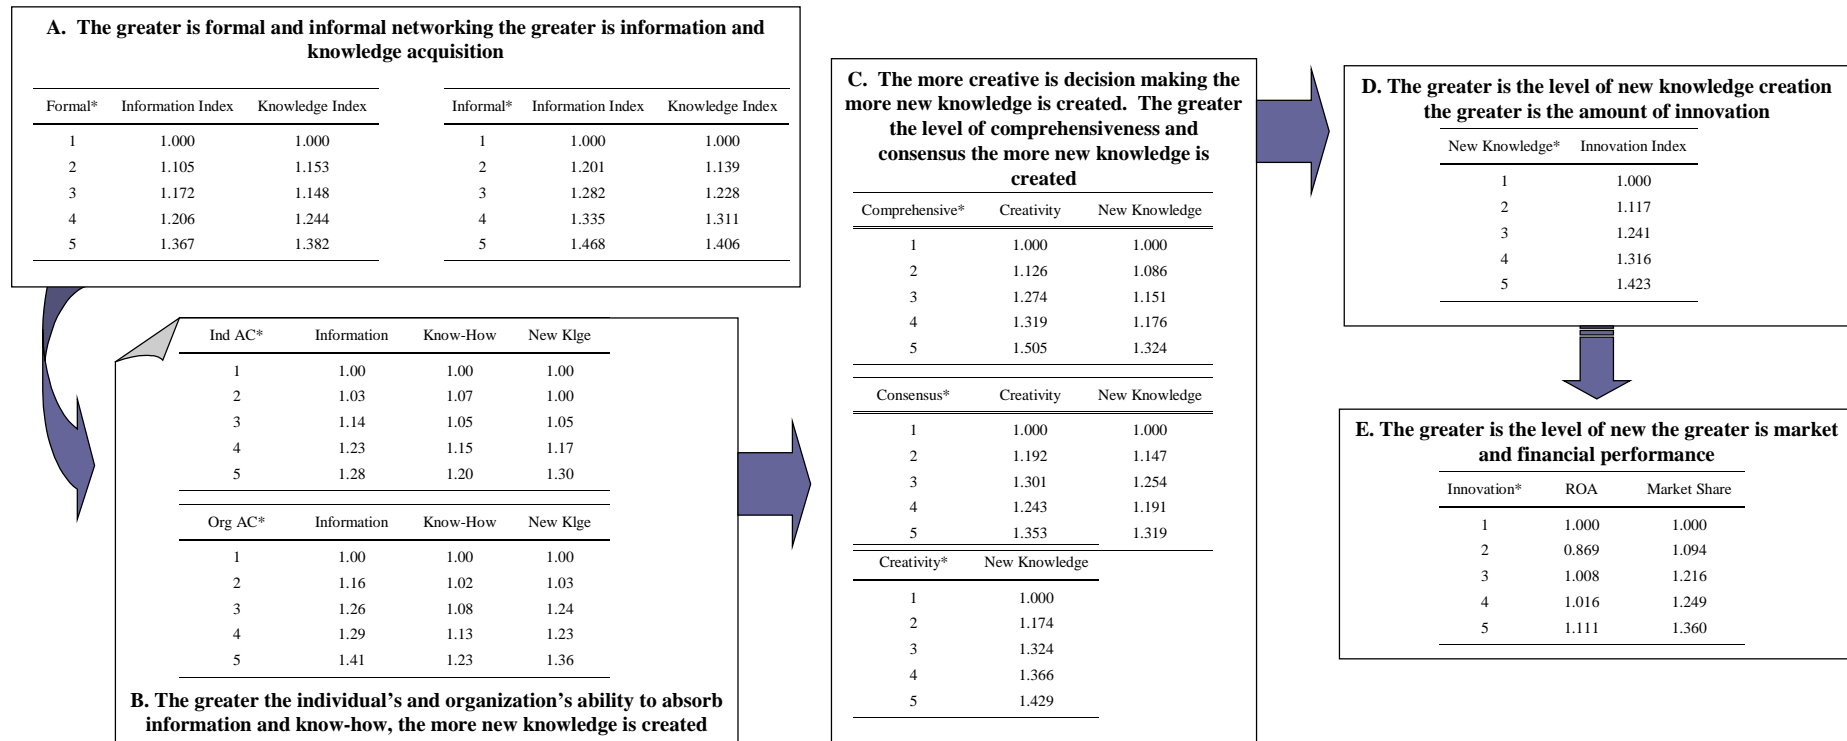 A. The greater is formal and informal networking the greater is information and
knowledge acquisition
Formal* Information Index Knowledge Index
1 1.000 1.000
2 1.105 1.153
3 1.172 1.148
4 1.206 1.244
5 1.367 1.382
Informal* Information Index Knowledge Index
1 1.000 1.000
2 1.201 1.139
3 1.282 1.228
4 1.335 1.311
5 1.468 1.406
Ind AC* Information Know-How New Klge
1 1.00 1.00 1.00
2 1.03 1.07 1.00
3 1.14 1.05 1.05
4 1.23 1.15 1.17
5 1.28 1.20 1.30
Org AC* Information Know-How New Klge
1 1.00 1.00 1.00
2 1.16 1.02 1.03
3 1.26 1.08 1.24
4 1.29 1.13 1.23
5 1.41 1.23 1.36
B. The greater the individual's and organization's ability to absorb
information and know-how, the more new knowledge is created
C. The more creative is decision making the
more new knowledge is created. The greater
the level of comprehensiveness and
consensus the more new knowledge is
created
Comprehensive* Creativity New Knowledge
1 1.000 1.000
2 1.126 1.086
3 1.274 1.151
4 1.319 1.176
5 1.505 1.324
Consensus* Creativity New Knowledge
1 1.000 1.000
2 1.192 1.147
3 1.301 1.254
4 1.243 1.191
5 1.353 1.319
Creativity* New Knowledge
1 1.000
2 1.174
3 1.324
4 1.366
5 1.429
D. The greater is the level of new knowledge creation
the greater is the amount of innovation
New Knowledge* Innovation Index
1 1.000
2 1.117
3 1.241
4 1.316
5 1.423
E. The greater is the level of new the greater is market
and financial performance
Innovation* ROA Market Share
1 1.000 1.000
2 0.869 1.094
3 1.008 1.216
4 1.016 1.249
5 1.111 1.360